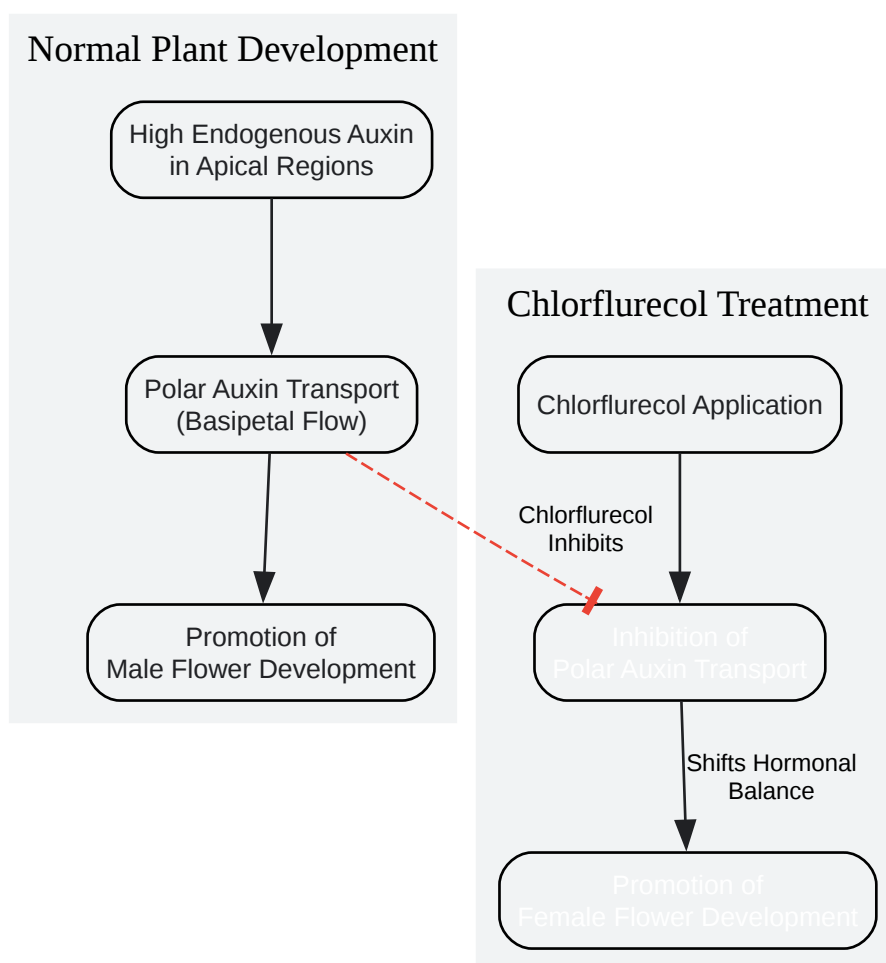 Normal Plant Development
High Endogenous Auxin
in Apical Regions
Polar Auxin Transport
(Basipetal Flow)
Promotion of
Male Flower Development
Chlorflurecol Treatment
Chlorflurecol Application
Chlorflurecol
Inhibits
Inhibition of
Polar Auxin Transport
Shifts Hormonal
Balance
Promotion of
Female Flower Development